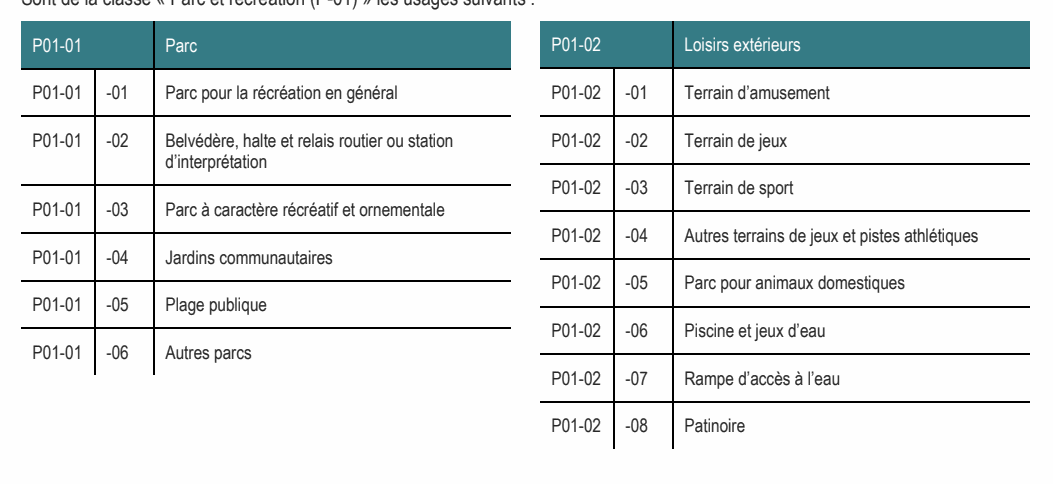 Sont de la classe « Parc et récréation (P-01) » les usages suivants :
P01-01 Parc
P01-01 -01 Parc pour la récréation en général
P01-01 -02 Belvédère, halte et relais routier ou station
d'interprétation
P01-01 -03 Parc à caractère récréatif et ornementale
P01-01 -04 Jardins communautaires
P01-01 -05 Plage publique
P01-01 -06 Autres parcs
P01-02 Loisirs extérieurs
P01-02 -01 Terrain d'amusement
P01-02 -02 Terrain de jeux
P01-02 -03 Terrain de sport
P01-02 -04 Autres terrains de jeux et pistes athlétiques
P01-02 -05 Parc pour animaux domestiques
P01-02 -06 Piscine et jeux d'eau
P01-02 -07 Rampe d'accès à l'eau
P01-02 -08 Patinoire